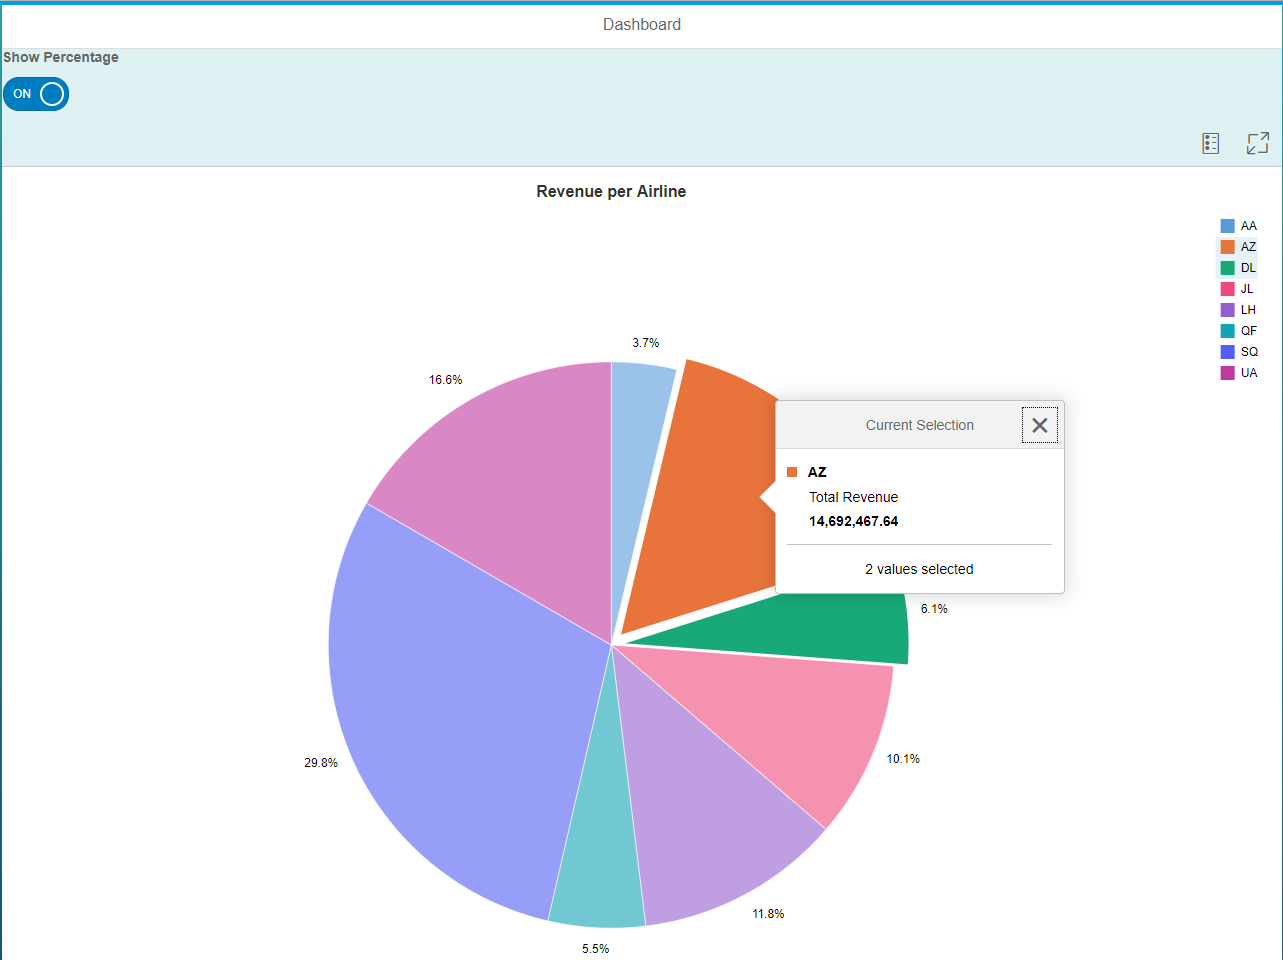 Dashboard
Show Percentage
ON
Revenue per Airline
AA
AZ
DL
JL
LH
QF
SQ
UA
3.7%
16.6%
Current Selection
AZ
Total Revenue
14,692,467.64
2 values selected
6.1%
29.8%
10.1%
11.8%
5.5%